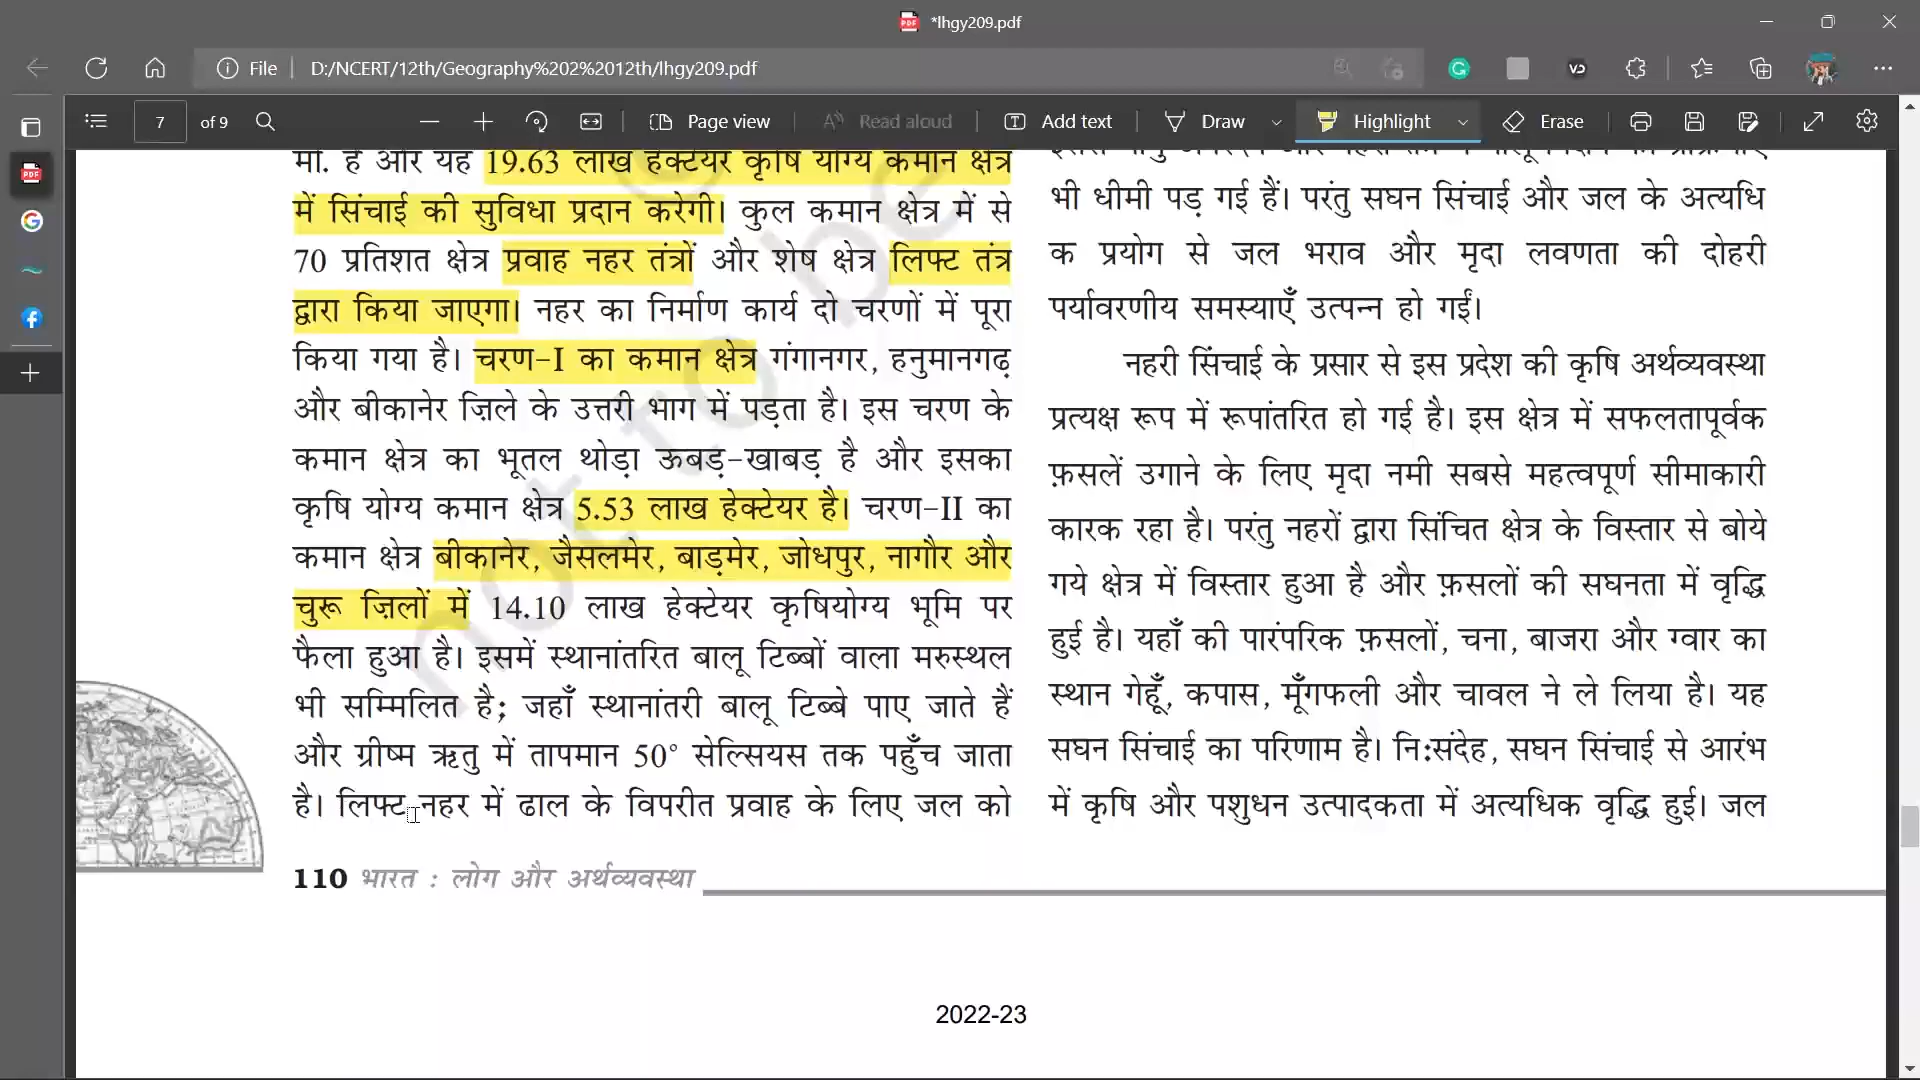 *lhgy209.pdf
File
D:/NCERT/12th/Geography%202%2012th/lhgy209.pdf
7 of 9
Page view
Read aloud
Add text
Draw
Highlight
Erase
मी. है और यह 19.63 लाख हेक्टेयर कृषि योग्य कमान क्षेत्र
में सिंचाई की सुविधा प्रदान करेगी। कुल कमान क्षेत्र में से
70 प्रतिशत क्षेत्र प्रवाह नहर तंत्रों और शेष क्षेत्र लिफ्ट तंत्र
द्वारा किया जाएगा। नहर का निर्माण कार्य दो चरणों में पूरा
किया गया है। चरण-I का कमान क्षेत्र गंगानगर, हनुमानगढ़
और बीकानेर ज़िले के उत्तरी भाग में पड़ता है। इस चरण के
कमान क्षेत्र का भूतल थोड़ा ऊबड़-खाबड़ है और इसका
कृषि योग्य कमान क्षेत्र 5.53 लाख हेक्टेयर है। चरण-II का
कमान क्षेत्र बीकानेर, जैसलमेर, बाड़मेर, जोधपुर, नागौर और
चुरू ज़िलों में 14.10 लाख हेक्टेयर कृषियोग्य भूमि पर
फैला हुआ है। इसमें स्थानांतरित बालू टिब्बों वाला मरुस्थल
भी सम्मिलित है; जहाँ स्थानांतरी बालू टिब्बे पाए जाते हैं
और ग्रीष्म ऋतु में तापमान 50° सेल्सियस तक पहुँच जाता
है। लिफ्ट नहर में ढाल के विपरीत प्रवाह के लिए जल को
भी धीमी पड़ गई हैं। परंतु सघन सिंचाई और जल के अत्यधि
क प्रयोग से जल भराव और मृदा लवणता की दोहरी
पर्यावरणीय समस्याएँ उत्पन्न हो गईं।
नहरी सिंचाई के प्रसार से इस प्रदेश की कृषि अर्थव्यवस्था
प्रत्यक्ष रूप में रूपांतरित हो गई है। इस क्षेत्र में सफलतापूर्वक
फ़सलें उगाने के लिए मृदा नमी सबसे महत्वपूर्ण सीमाकारी
कारक रहा है। परंतु नहरों द्वारा सिंचित क्षेत्र के विस्तार से बोये
गये क्षेत्र में विस्तार हुआ है और फ़सलों की सघनता में वृद्धि
हुई है। यहाँ की पारंपरिक फ़सलों, चना, बाजरा और ग्वार का
स्थान गेहूँ, कपास, मूँगफली और चावल ने ले लिया है। यह
सघन सिंचाई का परिणाम है। नि:संदेह, सघन सिंचाई से आरंभ
में कृषि और पशुधन उत्पादकता में अत्यधिक वृद्धि हुई। जल
not to be
110 भारत : लोग और अर्थव्यवस्था
2022-23